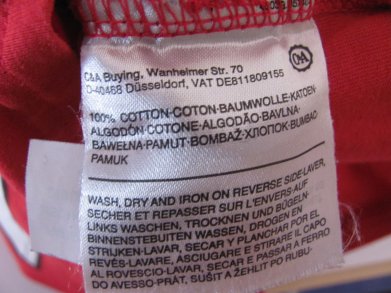 C&A Buying, Wanheimer Str. 70
D-40468 Düsseldorf, VAT DE811809155
C&A
100% COTTON-COTON-BAUMWOLLE-KATOEN-
ALGODÓN-COTONE-ALGODÃO-BAVLNA-
BAWEŁNA-PAMUT-BOMBAŽ-ХЛОПОК-BUMBAC
PAMUK
WASH, DRY AND IRON ON REVERSE SIDE-LAVER,
SECHER ET REPASSER SUR L'ENVERS-AUF
LINKS WASCHEN, TROCKNEN UND BÜGELN-
BINNENSTEBUITEN WASSEN, DROGEN EN
STRIJKEN-LAVAR, SECAR Y PLANCHAR POR EL
REVÉS-LAVARE, ASCIUGARE E STIRARE IL CAPO
AL ROVESCIO-LAVAR, SECAR E PASSAR A FERRO
DO AVESSO-PRÁT, SUŠIT A ŽEHLIT PO RUBU-